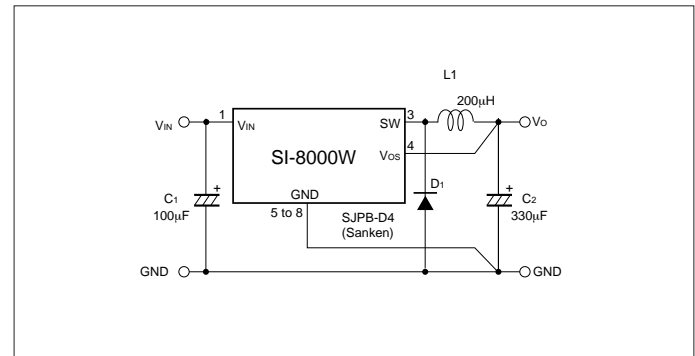 L1
200µH
VIN
1
VIN
SW
3
VO
SI-8000W
VOS
4
GND
D1
C1
100µF
5 to 8
SJPB-D4
(Sanken)
C2
330µF
+
+
GND
GND